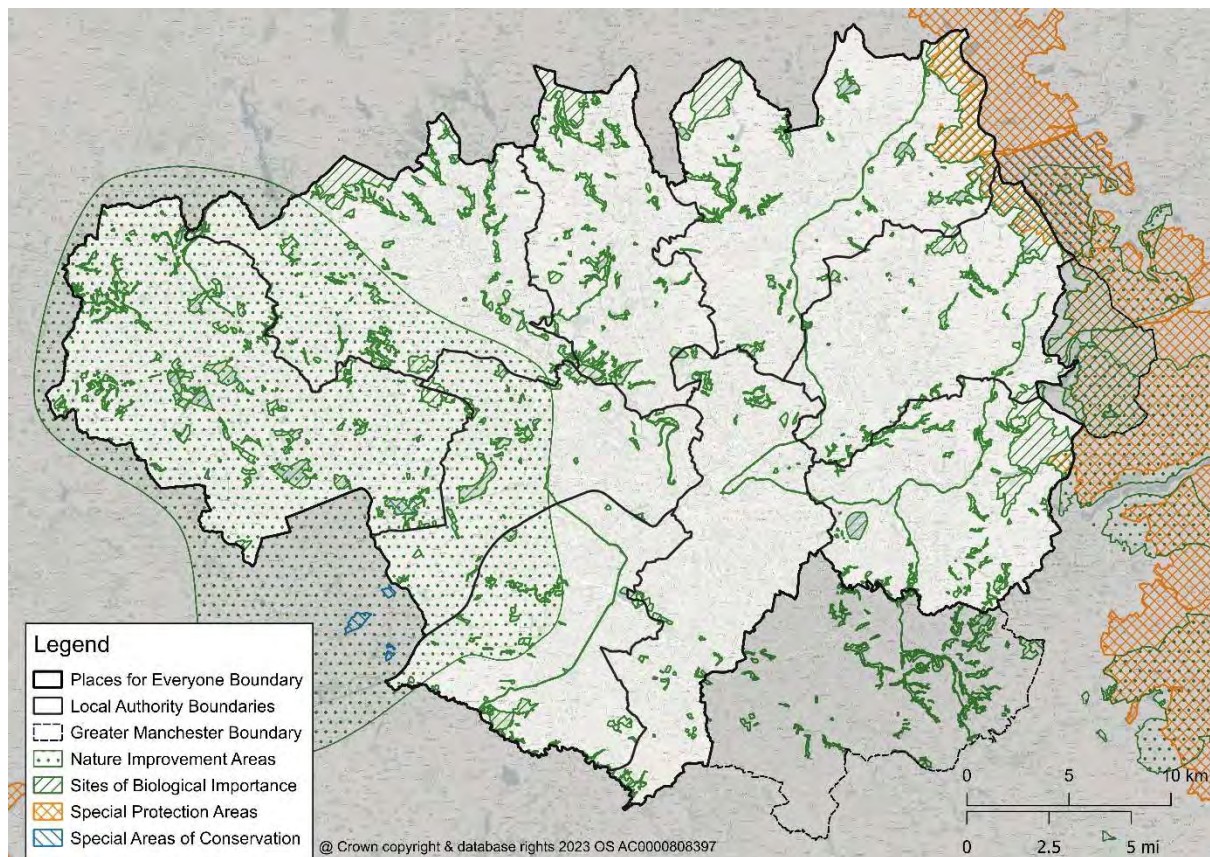 Legend
Places for Everyone Boundary
Local Authority Boundaries
Greater Manchester Boundary
Nature Improvement Areas
Sites of Biological Importance
Special Protection Areas
Special Areas of Conservation
@ Crown copyright & database rights 2023 OS AC0000808397
0 5 10 km
0 2.5 5 mi